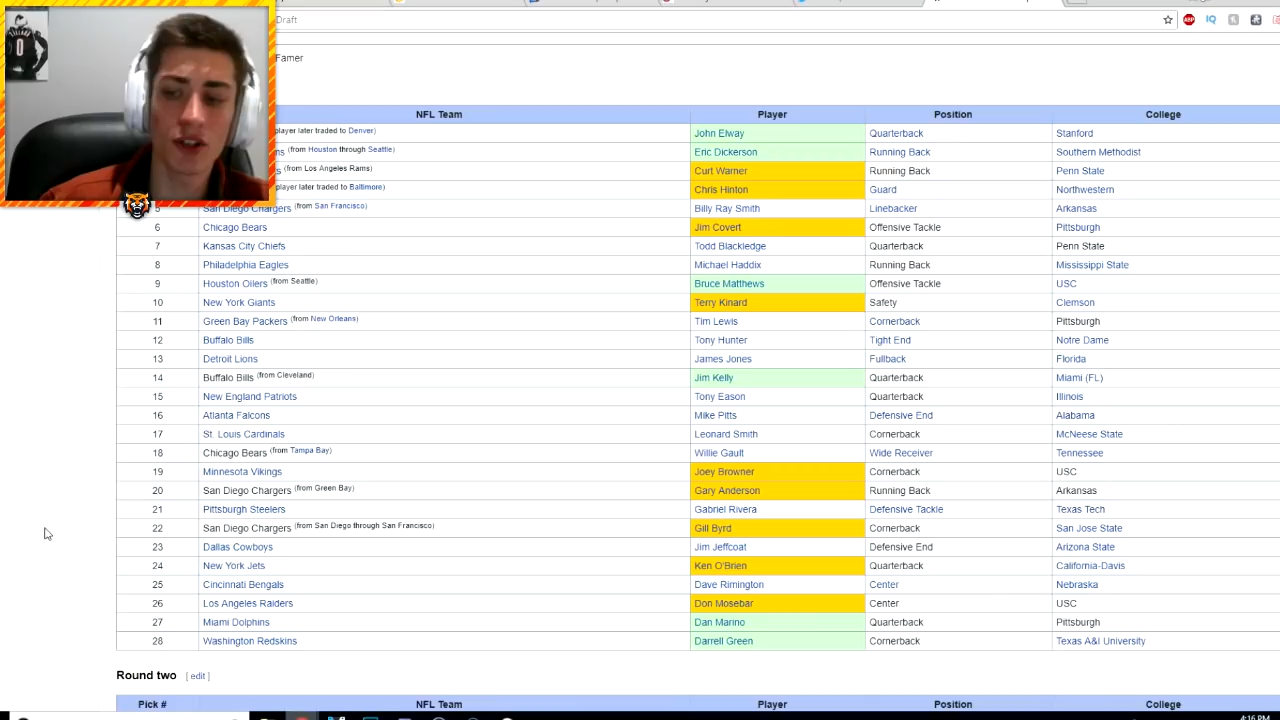 Draft
Famer
NFL Team Player Position College
player later traded to Denver) John Elway Quarterback Stanford
(from Houston through Seattle) Eric Dickerson Running Back Southern Methodist
(from Los Angeles Rams) Curt Warner Running Back Penn State
player later traded to Baltimore) Chris Hinton Guard Northwestern
5 San Diego Chargers (from San Francisco) Billy Ray Smith Linebacker Arkansas
6 Chicago Bears Jim Covert Offensive Tackle Pittsburgh
7 Kansas City Chiefs Todd Blackledge Quarterback Penn State
8 Philadelphia Eagles Michael Haddix Running Back Mississippi State
9 Houston Oilers (from Seattle) Bruce Matthews Offensive Tackle USC
10 New York Giants Terry Kinard Safety Clemson
11 Green Bay Packers (from New Orleans) Tim Lewis Cornerback Pittsburgh
12 Buffalo Bills Tony Hunter Tight End Notre Dame
13 Detroit Lions James Jones Fullback Florida
14 Buffalo Bills (from Cleveland) Jim Kelly Quarterback Miami (FL)
15 New England Patriots Tony Eason Quarterback Illinois
16 Atlanta Falcons Mike Pitts Defensive End Alabama
17 St. Louis Cardinals Leonard Smith Cornerback McNeese State
18 Chicago Bears (from Tampa Bay) Willie Gault Wide Receiver Tennessee
19 Minnesota Vikings Joey Browner Cornerback USC
20 San Diego Chargers (from Green Bay) Gary Anderson Running Back Arkansas
21 Pittsburgh Steelers Gabriel Rivera Defensive Tackle Texas Tech
22 San Diego Chargers (from San Diego through San Francisco) Gill Byrd Cornerback San Jose State
23 Dallas Cowboys Jim Jeffcoat Defensive End Arizona State
24 New York Jets Ken O'Brien Quarterback California-Davis
25 Cincinnati Bengals Dave Rimington Center Nebraska
26 Los Angeles Raiders Don Mosebar Center USC
27 Miami Dolphins Dan Marino Quarterback Pittsburgh
28 Washington Redskins Darrell Green Cornerback Texas A&I University
Round two [ edit ]
Pick # NFL Team Player Position College
4:16 PM